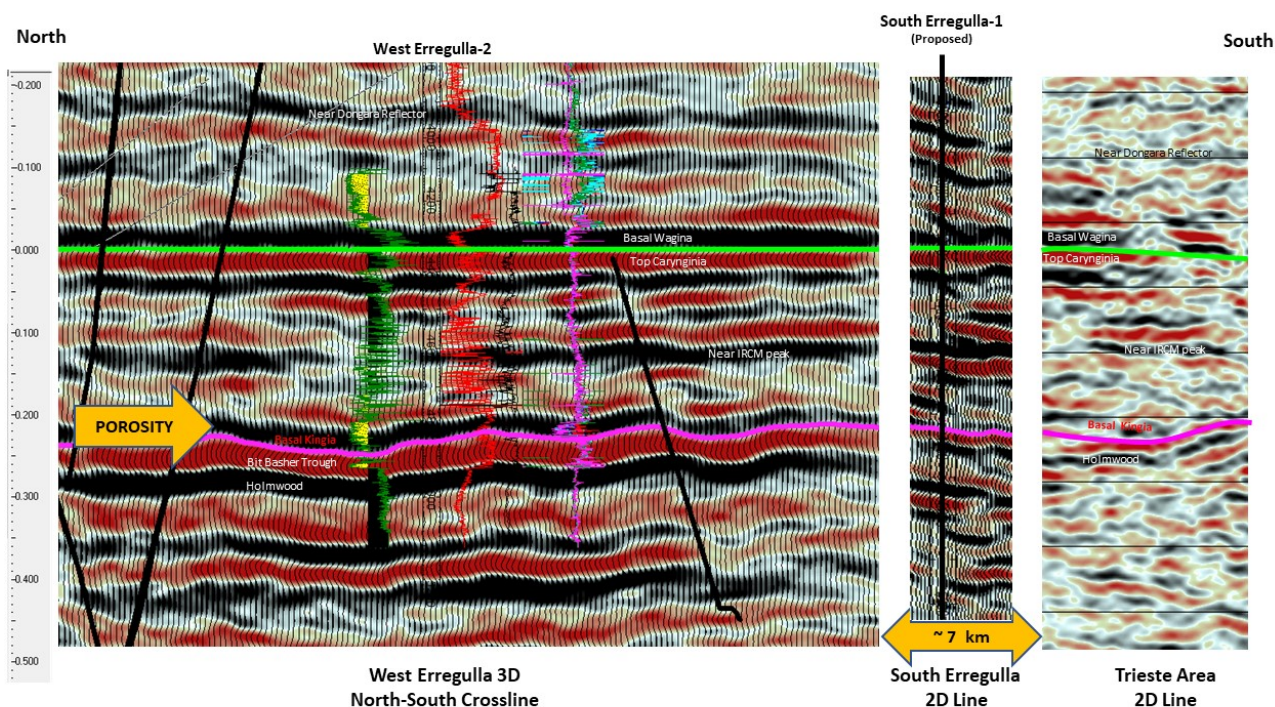 North
West Erregulla-2
South Erregulla-1
(Proposed)
South
-0.200
-0.100
0.000
-0.100
-0.200
-0.300
-0.400
-0.500
Near Dongara Reflector
Basal Wagina
Top Carynginia
Near IRCM peak
POROSITY
Basal Kingia
Bit Basher Trough
Holmwood
Near Dongara Reflector
Basal Wagina
Top Carynginia
Near IRCM peak
Basal Kingia
Holmwood
~ 7 km
West Erregulla 3D
North-South Crossline
South Erregulla
2D Line
Trieste Area
2D Line